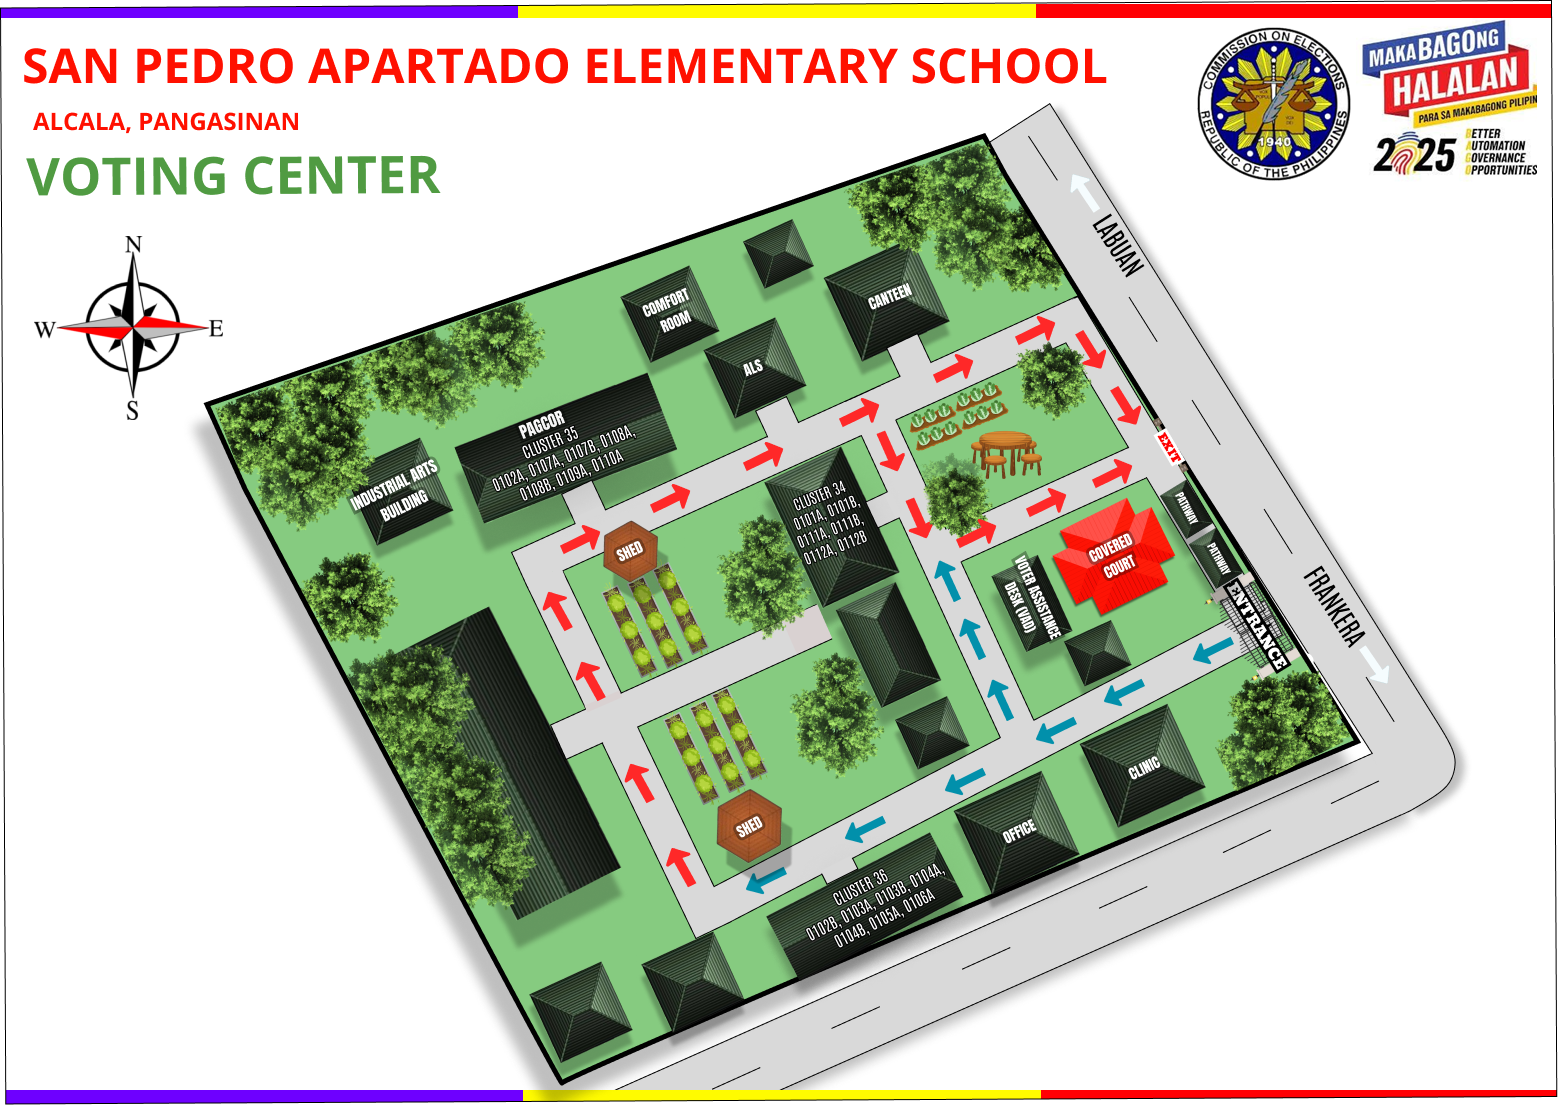 SAN PEDRO APARTADO ELEMENTARY SCHOOL
ALCALA, PANGASINAN
VOTING CENTER
COMMISSION ON ELECTIONS
1940
REPUBLIC OF THE PHILIPPINES
MAKABAGONG
HALALAN
PARA SA MAKABAGONG PILIPIN
2025
BETTER
AUTOMATION
GOVERNANCE
OPPORTUNITIES
N
W
E
S
LABUAN
COMFORT
ROOM
CANTEEN
ALS
PAGCOR
CLUSTER 35
0102A, 0107A, 0107B, 0108A,
0108B, 0109A, 0110A
INDUSTRIAL ARTS
BUILDING
EXIT
CLUSTER 34
0101A, 0101B,
0111A, 0111B,
0112A, 0112B
SHED
PATHWAY
PATHWAY
COVERED
COURT
VOTER ASSISTANCE
DESK (VAD)
ENTRANCE
FRANKERA
CLINIC
OFFICE
SHED
CLUSTER 36
0102B, 0103A, 0103B, 0104A,
0104B, 0105A, 0106A